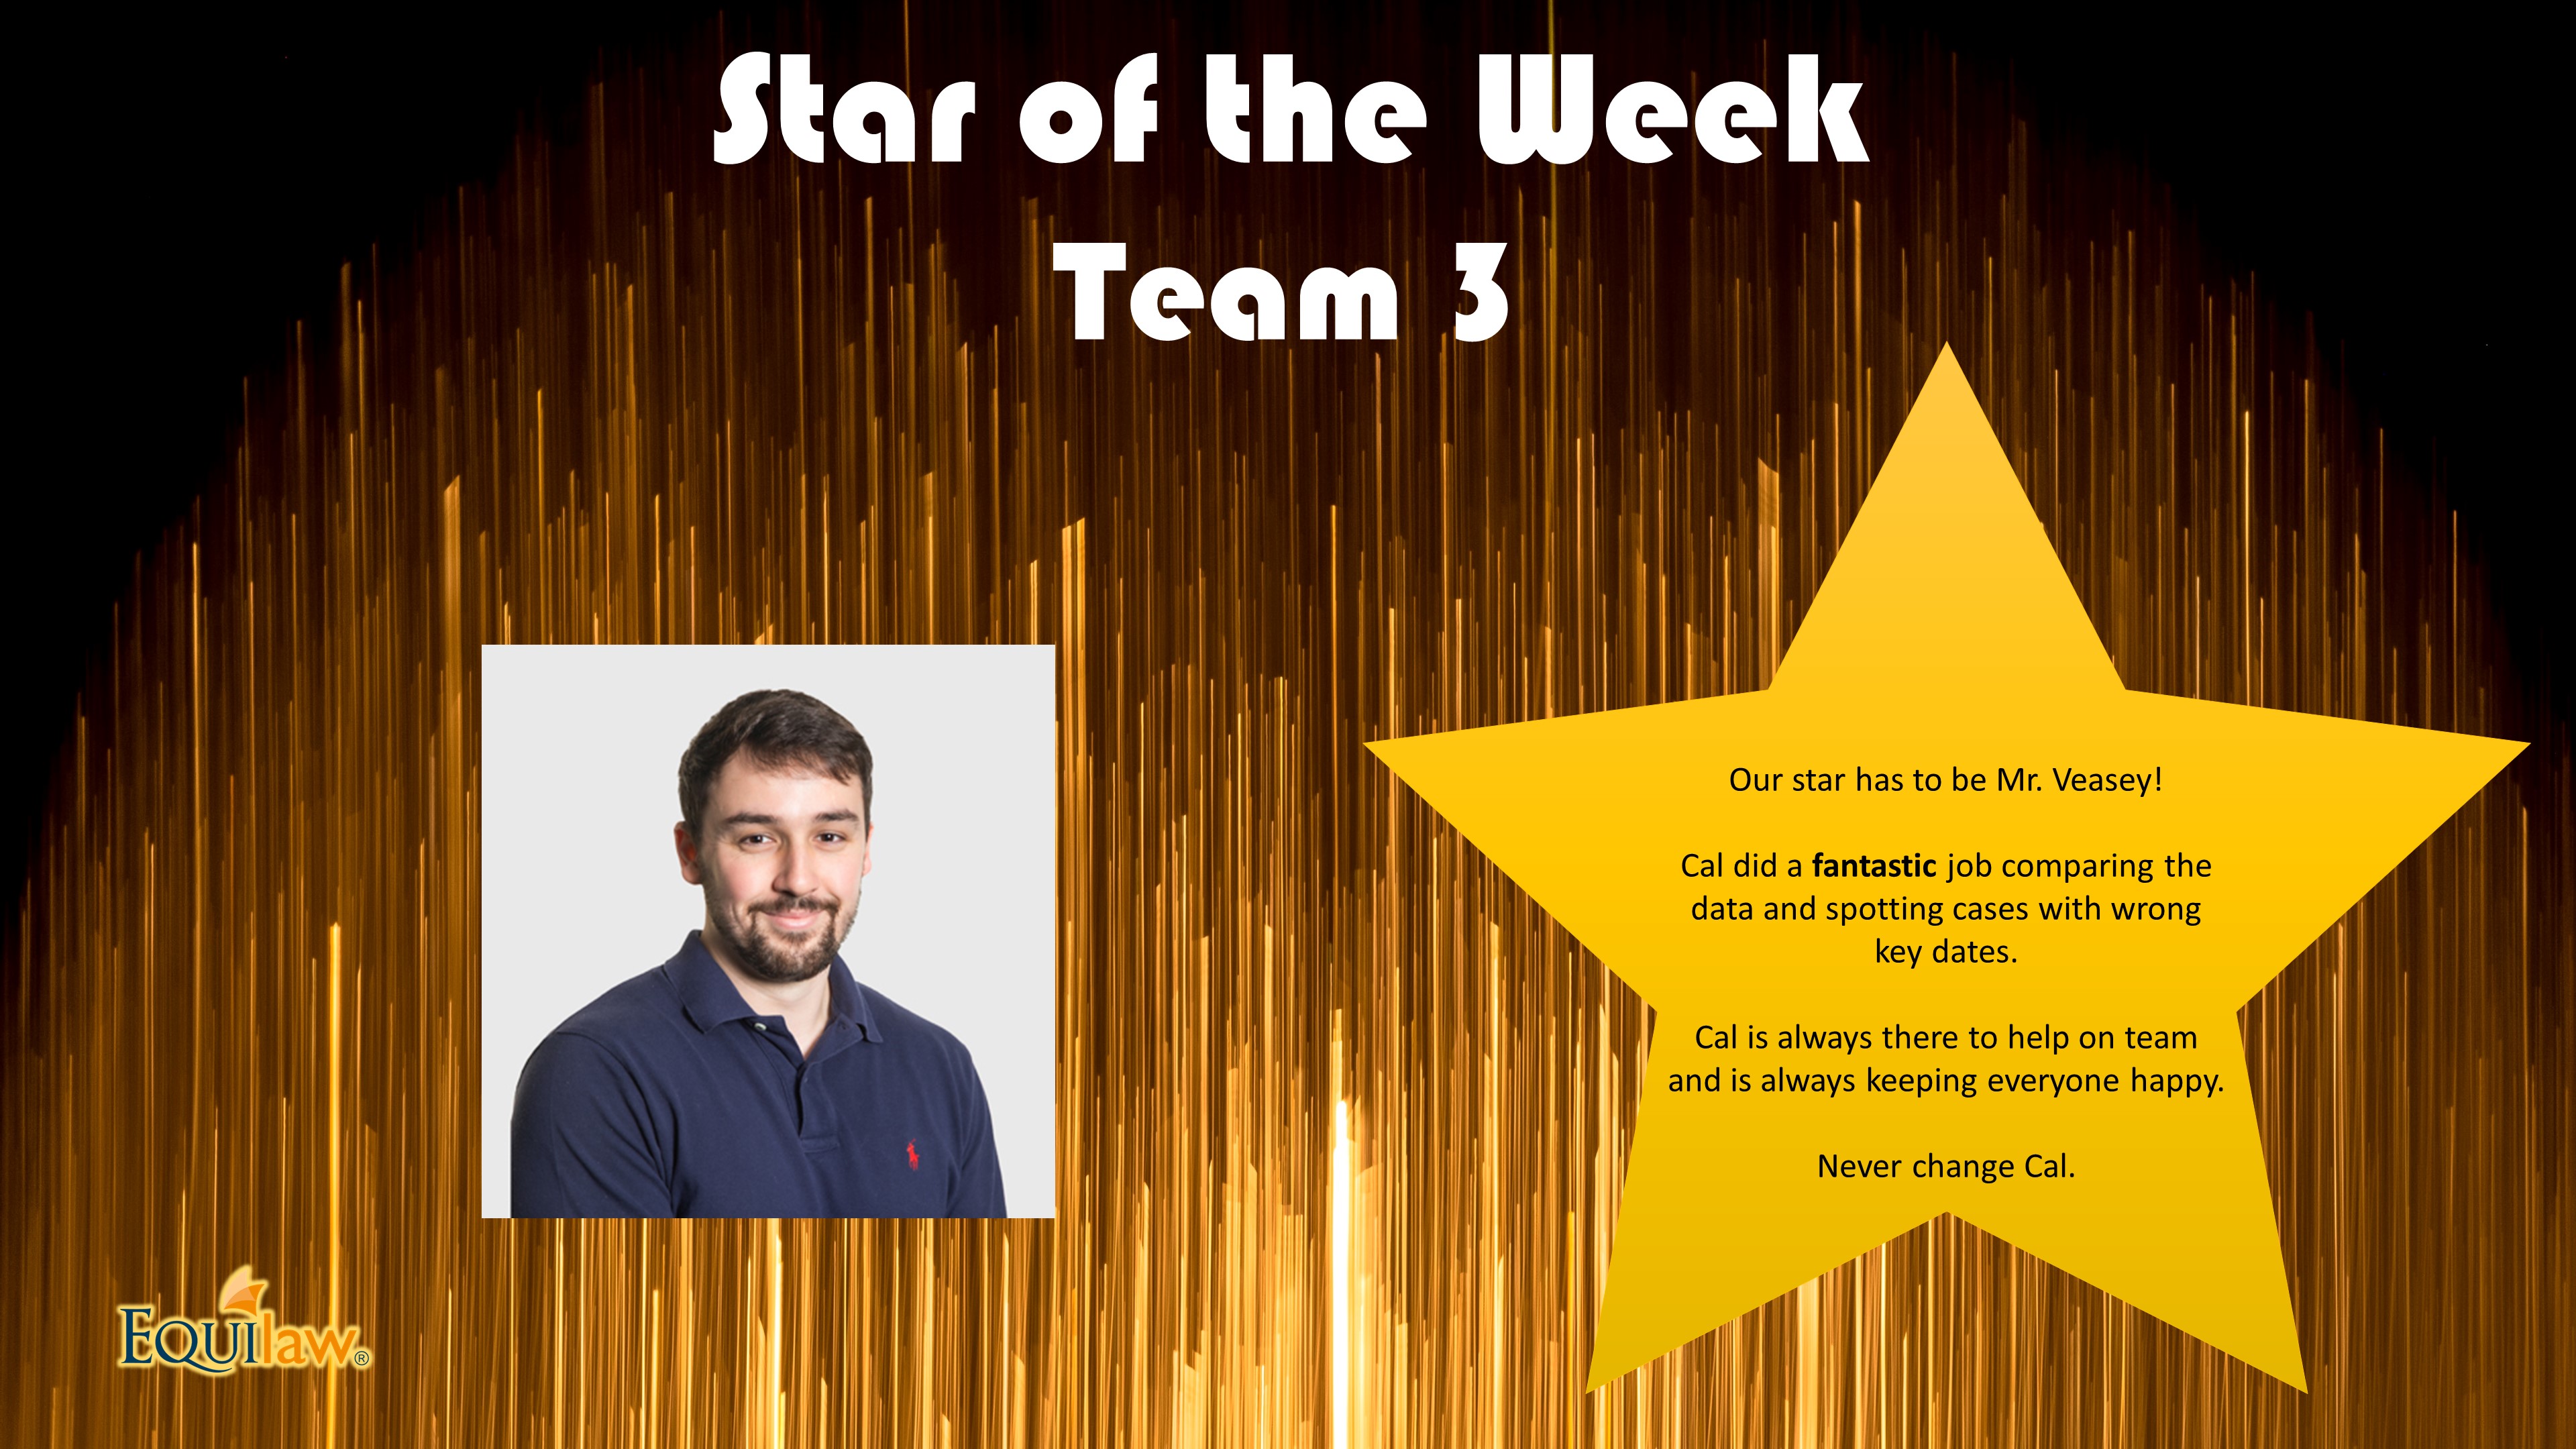 Star of the Week
Team 3
Our star has to be Mr. Veasey!
Cal did a fantastic job comparing the
data and spotting cases with wrong
key dates.
Cal is always there to help on team
and is always keeping everyone happy.
Never change Cal.
EQUIlaw®